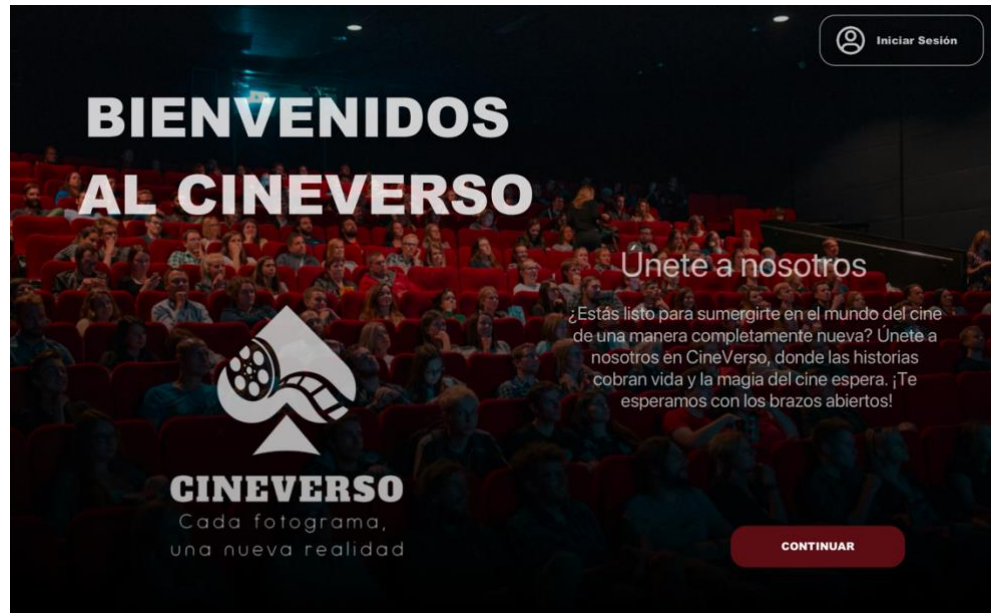 Iniciar Sesión
BIENVENIDOS
AL CINEVERSO
Únete a nosotros
¿Estás listo para sumergirte en el mundo del cine
de una manera completamente nueva? Únete a
nosotros en CineVerso, donde las historias
cobran vida y la magia del cine espera. ¡Te
esperamos con los brazos abiertos!
CINEVERSO
Cada fotograma,
una nueva realidad
CONTINUAR